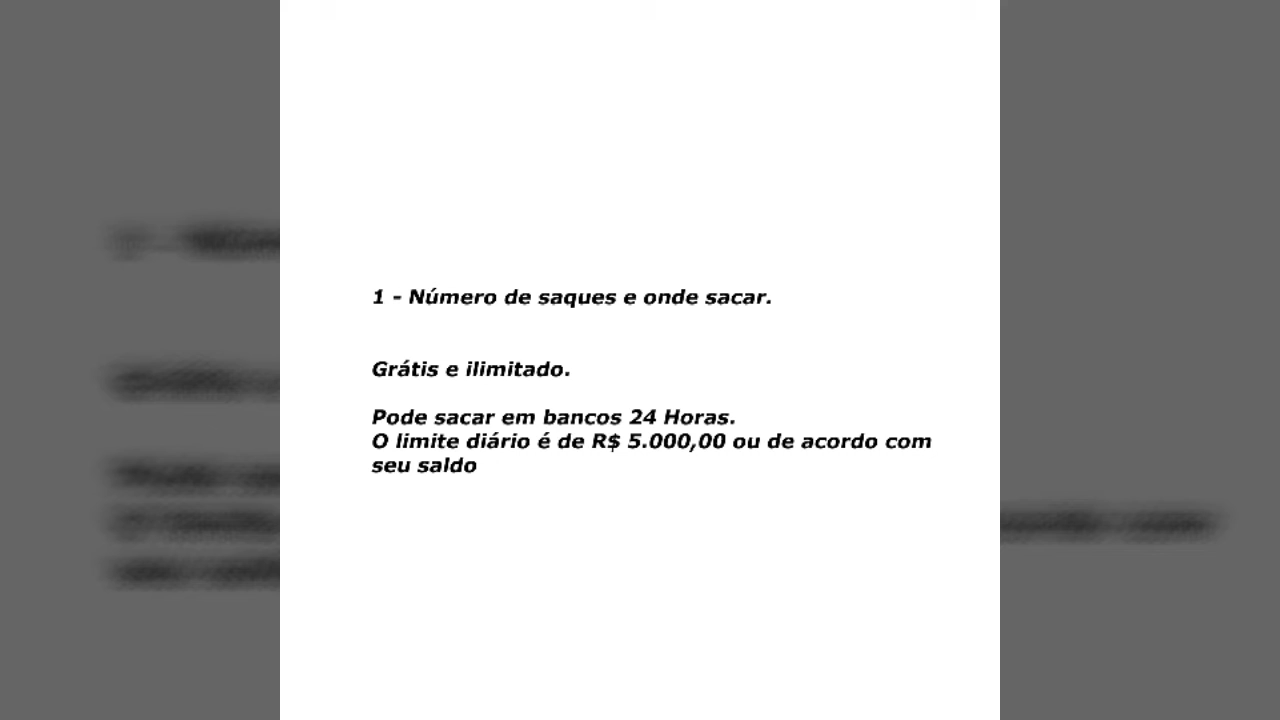 1 - Número de saques e onde sacar.
Grátis e ilimitado.
Pode sacar em bancos 24 Horas.
O limite diário é de R$ 5.000,00 ou de acordo com
seu saldo